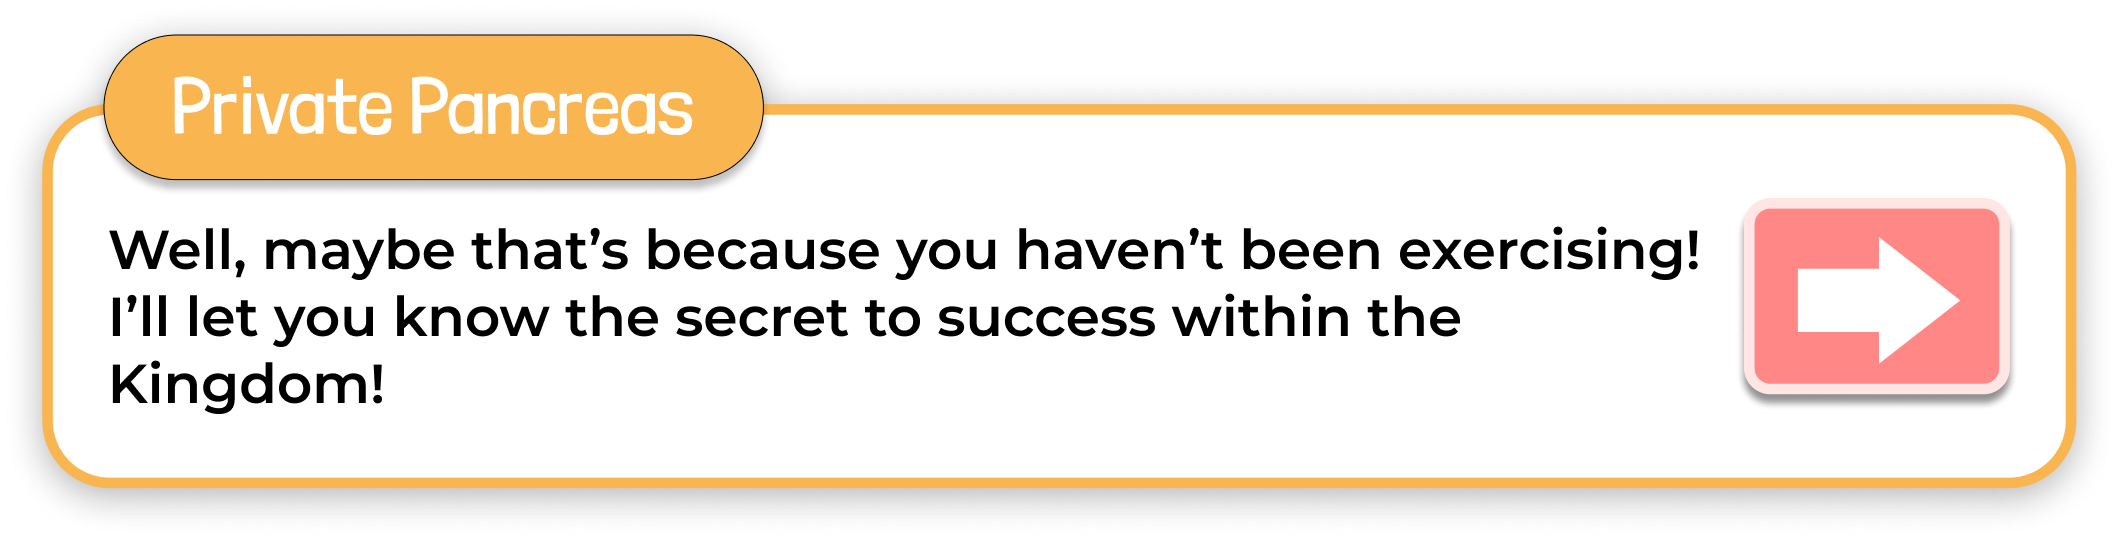 Private Pancreas
Well, maybe that’s because you haven’t been exercising!
I’ll let you know the secret to success within the
Kingdom!